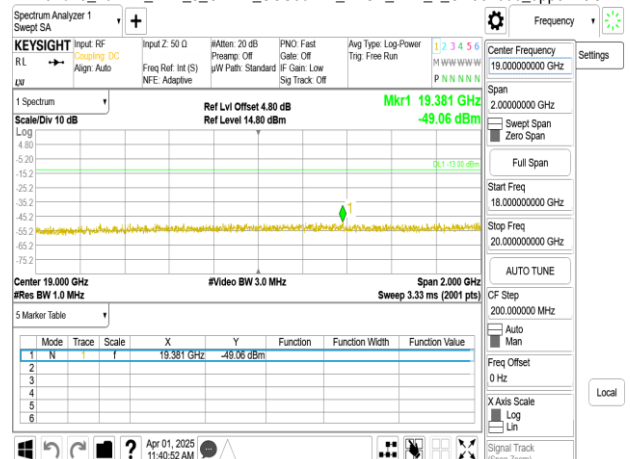 Spectrum Analyzer 1
Swept SA
Frequency
KEYSIGHT
RL
Input: RF
Coupling: DC
Align: Auto
Input Z: 50 Ω
Freq Ref: Int (S)
NFE: Adaptive
#Atten: 20 dB
Preamp: Off
µW Path: Standard
PNO: Fast
Gate: Off
IF Gain: Low
Sig Track: Off
Avg Type: Log-Power
Trig: Free Run
1 2 3 4 5 6
M W W W W W
P N N N N N
Center Frequency
19.000000000 GHz
Settings
Span
2.00000000 GHz
Swept Span
Zero Span
Full Span
Start Freq
18.000000000 GHz
Stop Freq
20.000000000 GHz
AUTO TUNE
CF Step
200.000000 MHz
Auto
Man
Freq Offset
0 Hz
X Axis Scale
Log
Lin
Signal Track
(Span Zoom)
Local
1 Spectrum
Scale/Div 10 dB
Ref Lvl Offset 4.80 dB
Ref Level 14.80 dBm
Mkr1 19.381 GHz
-49.06 dBm
Log
4.80
-5.20
-15.2
-25.2
-35.2
-45.2
-55.2
-65.2
-75.2
DL1 -13.00 dBm
1
Center 19.000 GHz
#Video BW 3.0 MHz
Span 2.000 GHz
#Res BW 1.0 MHz
Sweep 3.33 ms (2001 pts)
5 Marker Table
Mode Trace Scale X Y Function Function Width Function Value
1 N 1 f 19.381 GHz -49.06 dBm
2
3
4
5
6
?
Apr 01, 2025
11:40:52 AM